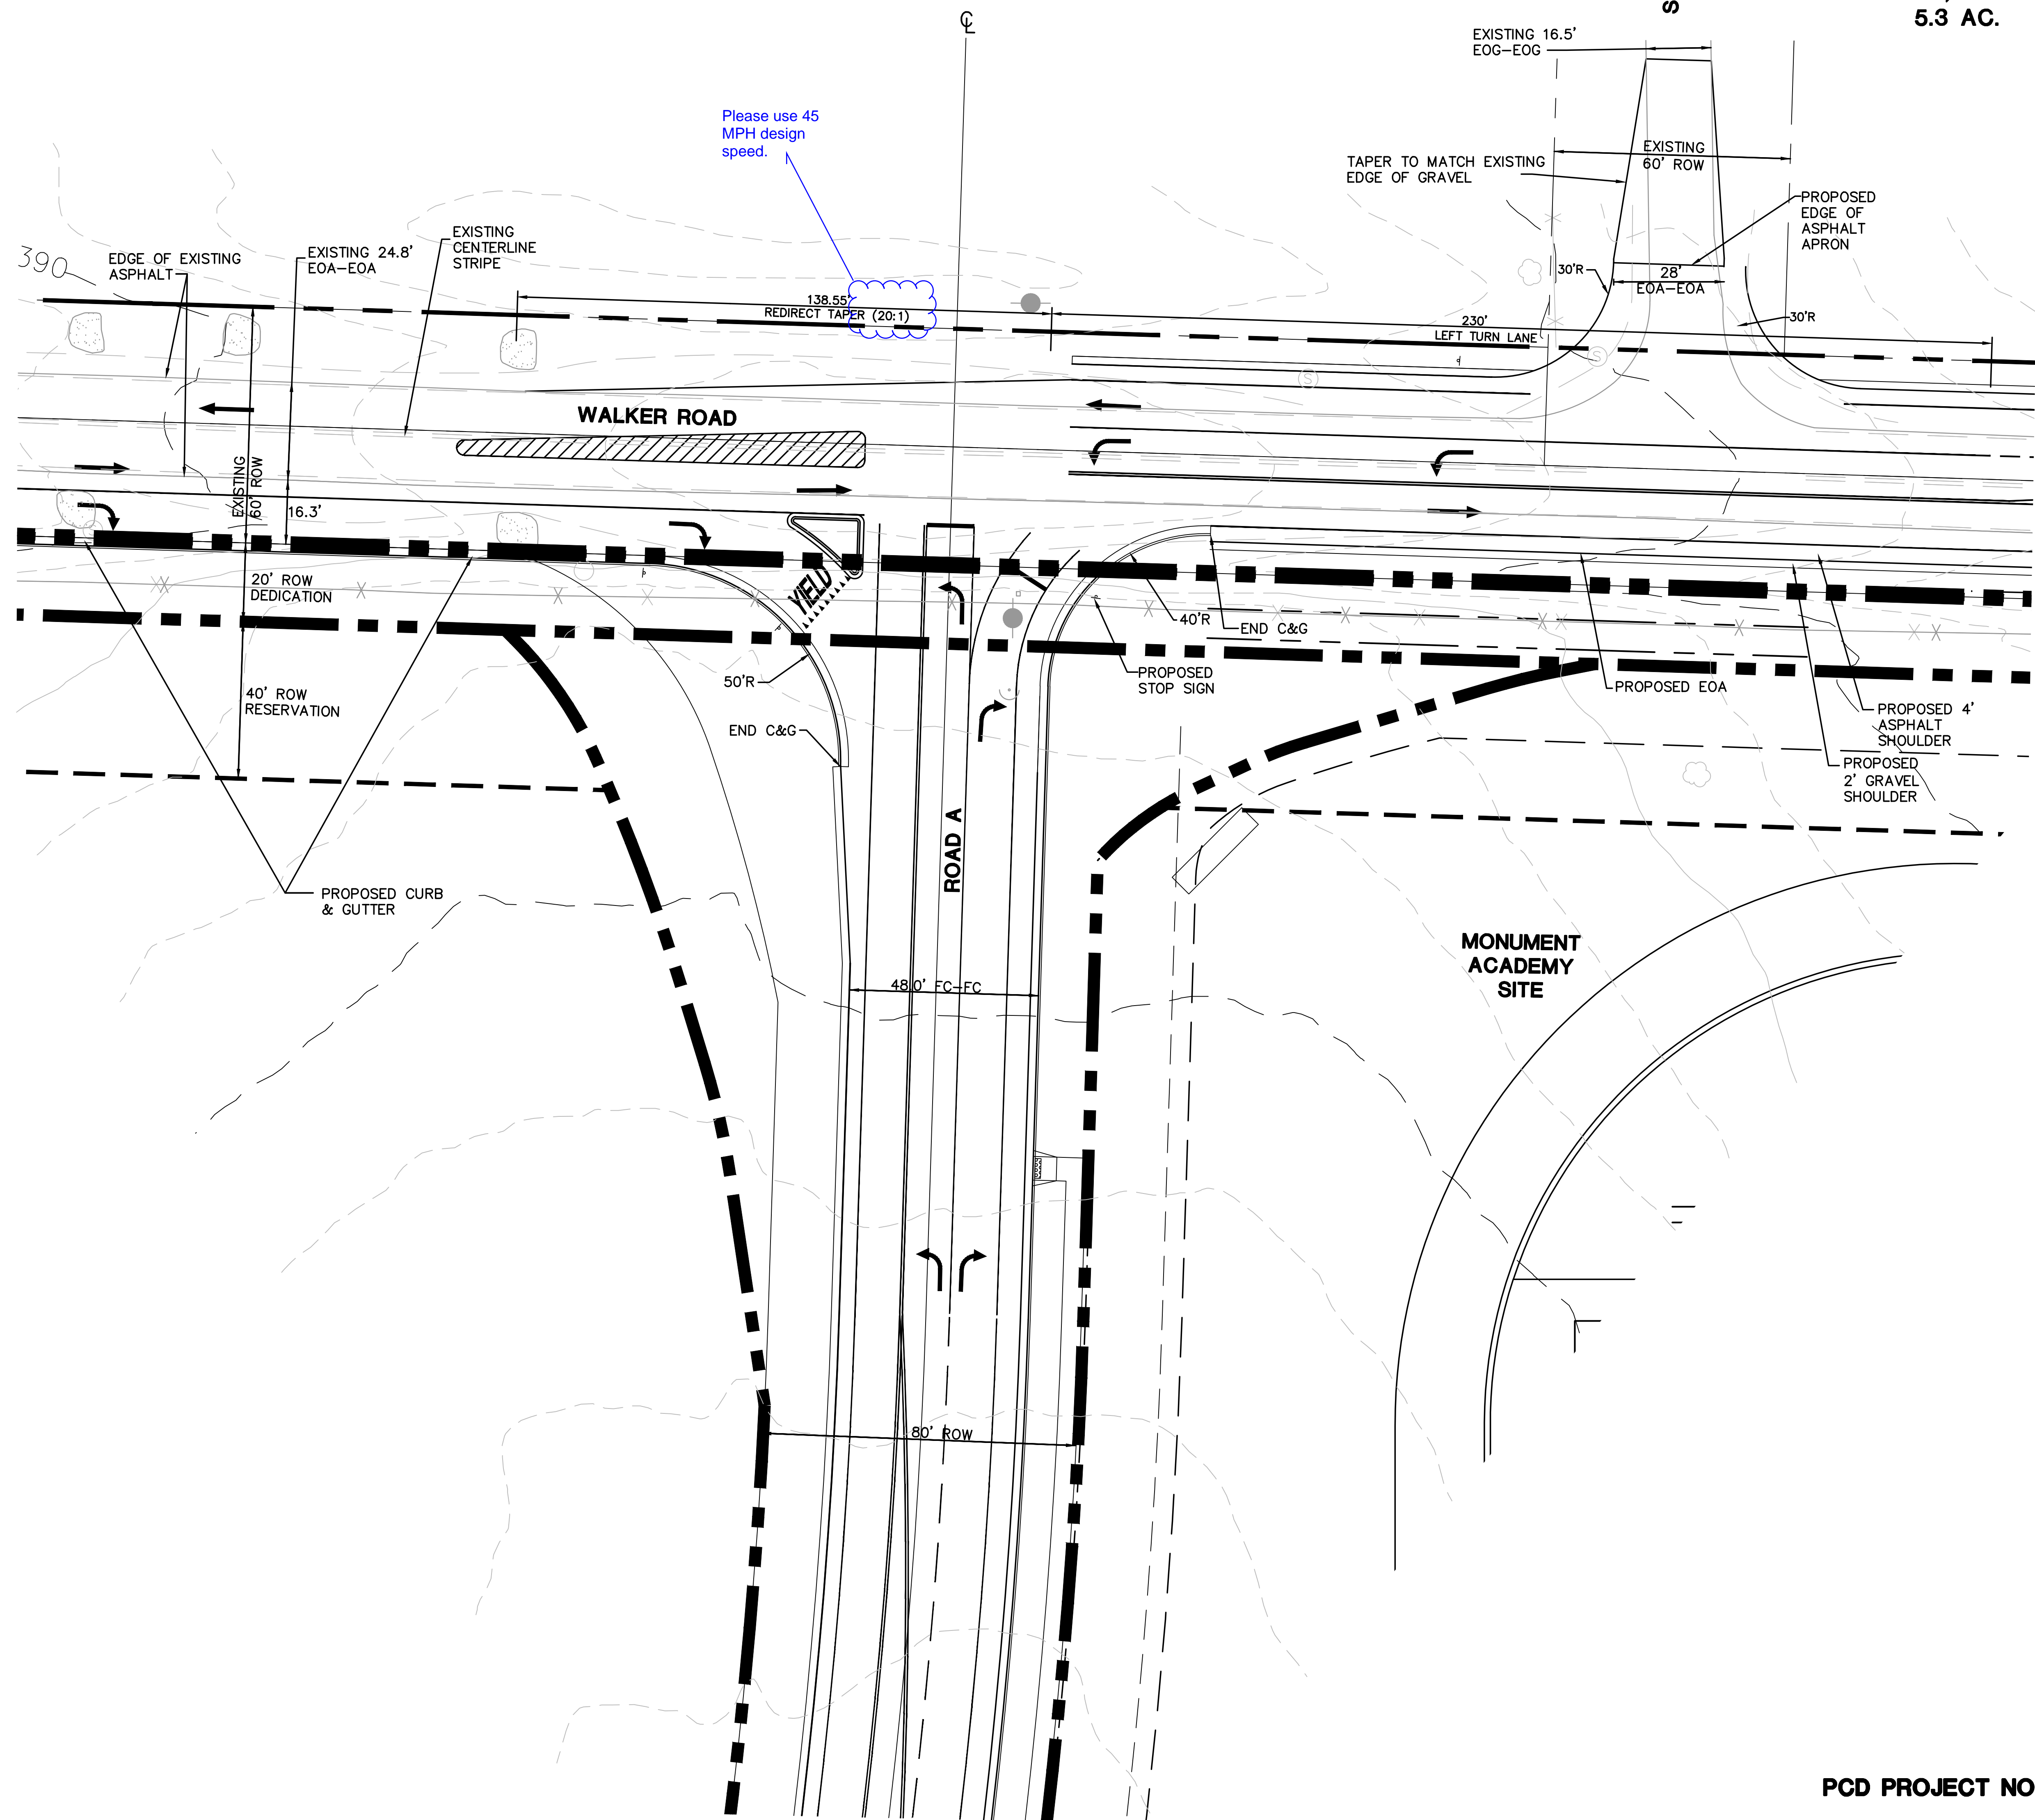 ℄
S
5.3 AC.
EXISTING 16.5'
EOG-EOG
Please use 45
MPH design
speed.
EXISTING
60' ROW
TAPER TO MATCH EXISTING
EDGE OF GRAVEL
PROPOSED
EDGE OF
ASPHALT
APRON
EXISTING
CENTERLINE
STRIPE
EXISTING 24.8'
EOA-EOA
EDGE OF EXISTING
ASPHALT
390
30'R
28'
EOA-EOA
30'R
138.55'
REDIRECT TAPER (20:1)
230'
LEFT TURN LANE
S
S
WALKER ROAD
EXISTING
60' ROW
16.3'
YIELD
20' ROW
DEDICATION
40'R
END C&G
PROPOSED
STOP SIGN
50'R
PROPOSED EOA
40' ROW
RESERVATION
PROPOSED 4'
ASPHALT
SHOULDER
END C&G
PROPOSED
2' GRAVEL
SHOULDER
ROAD A
PROPOSED CURB
& GUTTER
MONUMENT
ACADEMY
SITE
48.0' FC-FC
80' ROW
PCD PROJECT NO